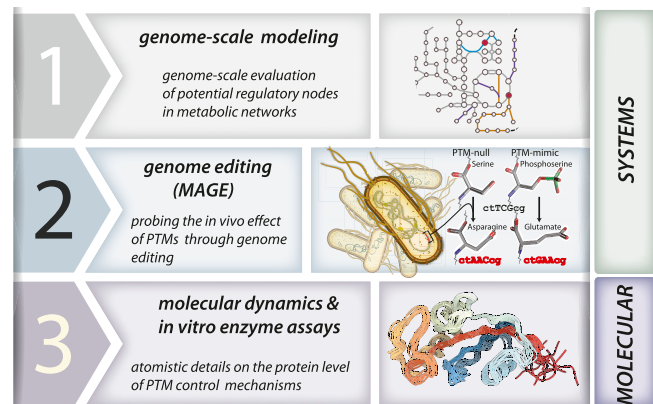 1
genome-scale modeling
genome-scale evaluation
of potential regulatory nodes
in metabolic networks
2
genome editing
(MAGE)
probing the in vivo effect
of PTMs through genome
editing
PTM-null
Serine
PTM-mimic
Phosphoserine
ctTCGcg
Asparagine
Glutamate
ctAACcg
ctGAAcg
SYSTEMS
3
molecular dynamics &
in vitro enzyme assays
atomistic details on the protein level
of PTM control mechanisms
MOLECULAR